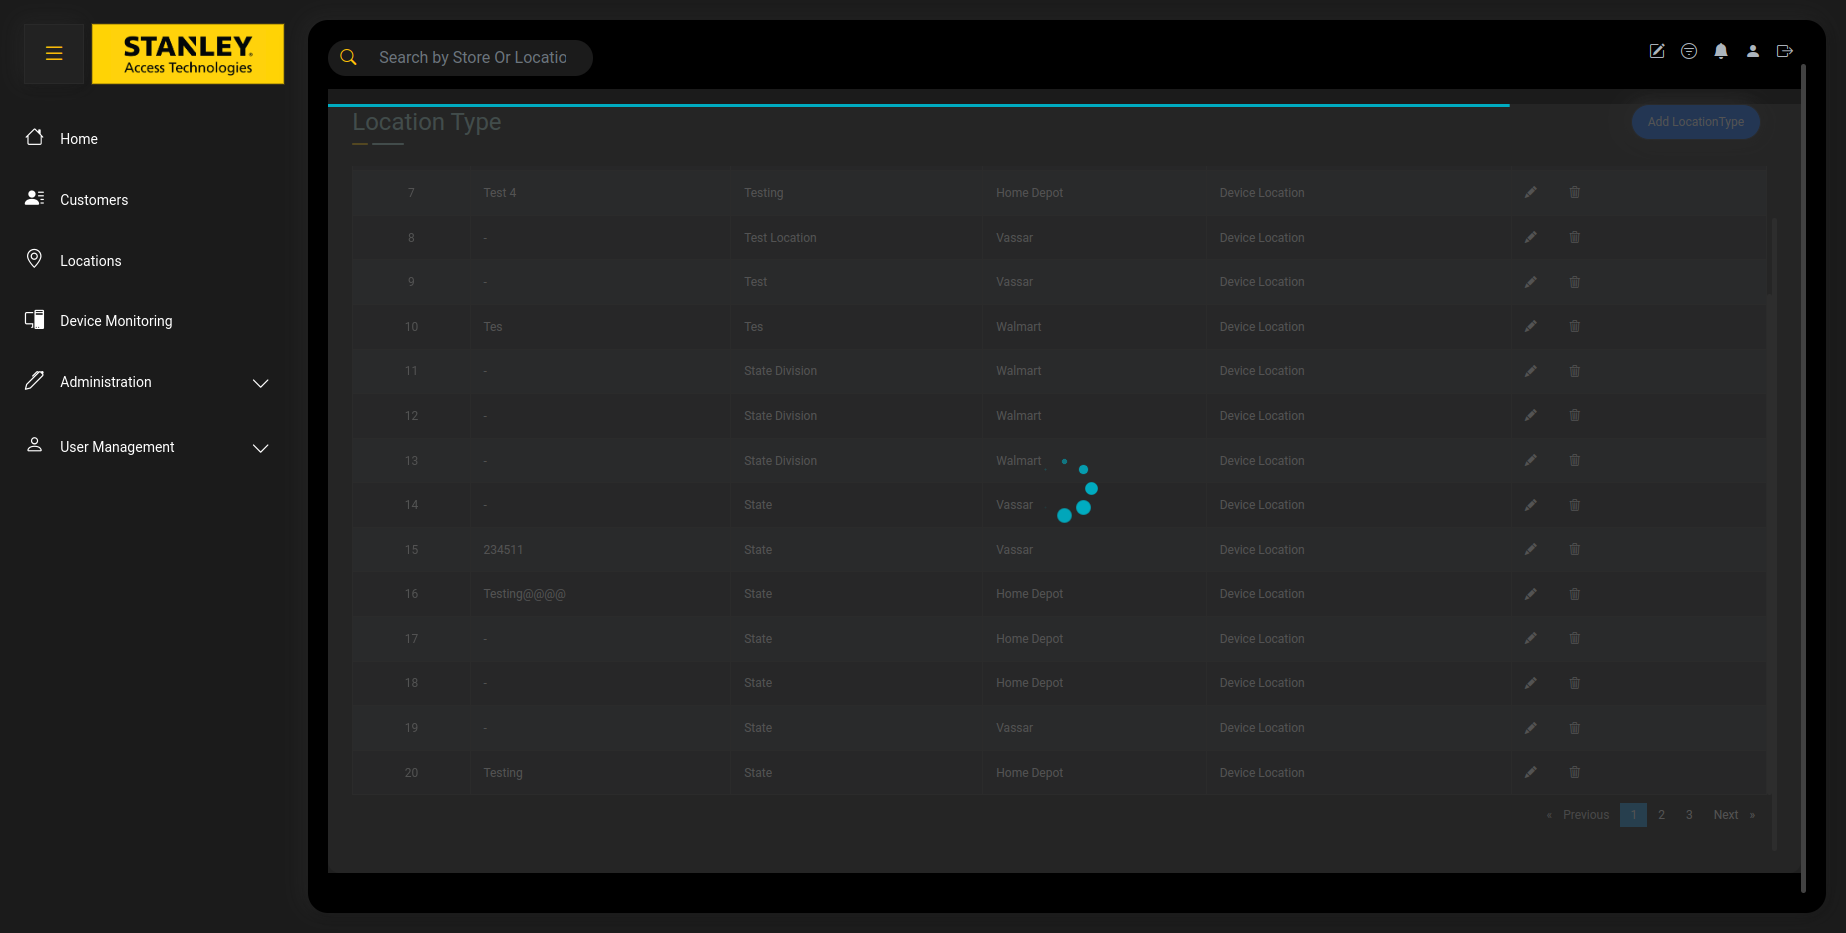 STANLEY
Access Technologies
Search by Store Or Locatio
Home
Customers
Locations
Device Monitoring
Administration
User Management
Location Type
Add LocationType
7 Test 4 Testing Home Depot Device Location
8 - Test Location Vassar Device Location
9 - Test Vassar Device Location
10 Tes Tes Walmart Device Location
11 - State Division Walmart Device Location
12 - State Division Walmart Device Location
13 - State Division Walmart Device Location
14 - State Vassar Device Location
15 234511 State Vassar Device Location
16 Testing@@@@ State Home Depot Device Location
17 - State Home Depot Device Location
18 - State Home Depot Device Location
19 - State Vassar Device Location
20 Testing State Home Depot Device Location
« Previous 1 2 3 Next »